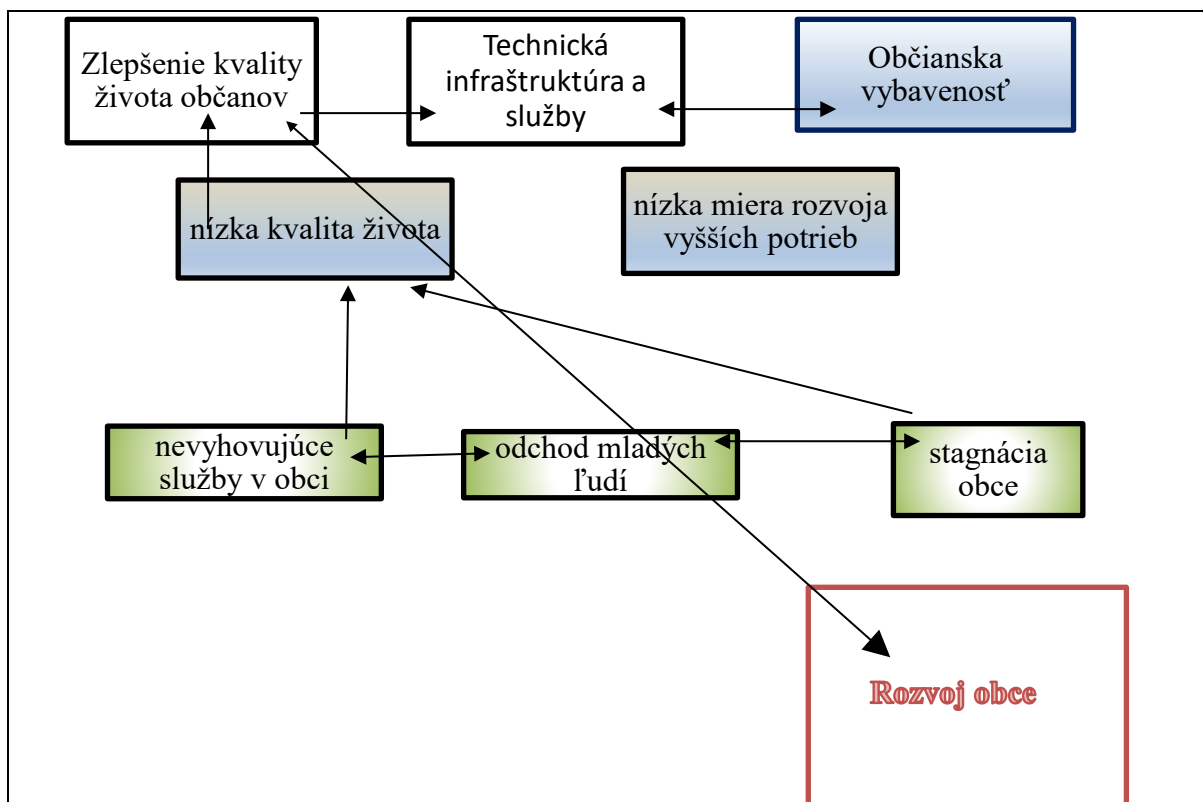 Zlepšenie kvality
života občanov
Technická
infraštruktúra a
služby
Občianska
vybavenosť
nízka kvalita života
nízka miera rozvoja
vyšších potrieb
nevyhovujúce
služby v obci
odchod mladých
ľudí
stagnácia
obce
Rozvoj obce